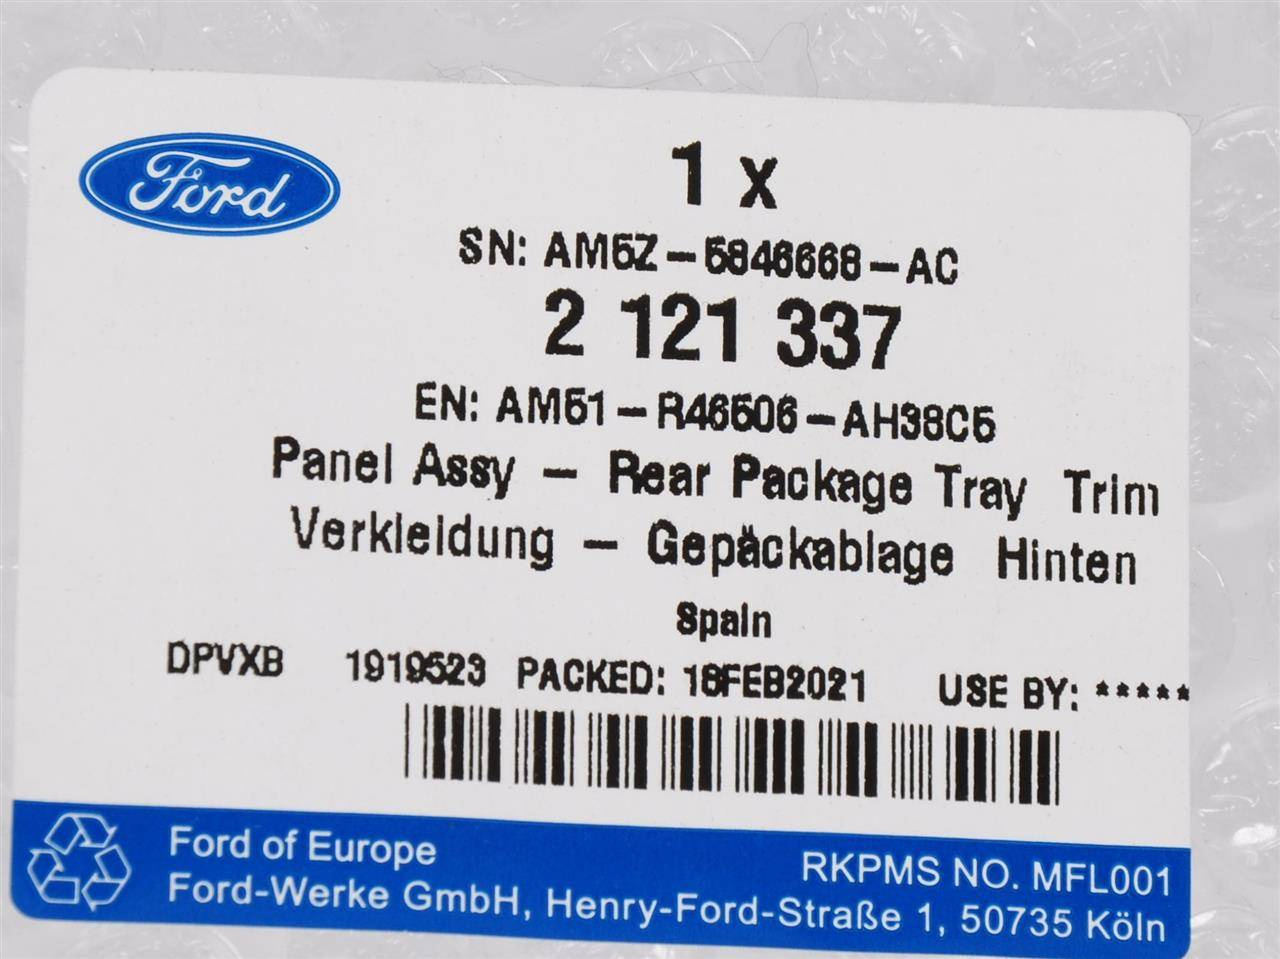 Ford
1 x
SN: AM5Z-5846668-AC
2 121 337
EN: AM51-R46506-AH38C5
Panel Assy - Rear Package Tray Trim
Verkleidung - Gepäckablage Hinten
Spain
DPVXB 1919523 PACKED: 18FEB2021 USE BY: *****
Ford of Europe
RKPMS NO. MFL001
Ford-Werke GmbH, Henry-Ford-Straße 1, 50735 Köln